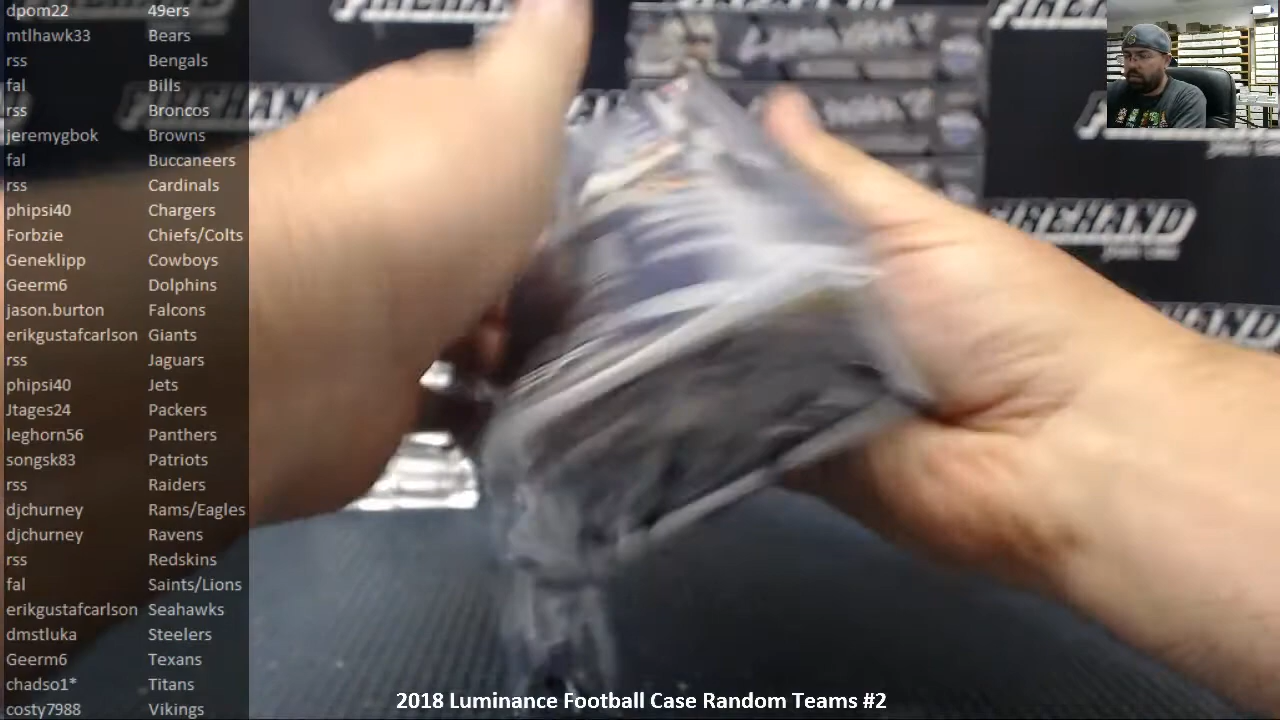 dpom22 49ers
mtlhawk33 Bears
rss Bengals
fal Bills
rss Broncos
jeremygbok Browns
fal Buccaneers
rss Cardinals
phipsi40 Chargers
Forbzie Chiefs/Colts
Geneklipp Cowboys
Geerm6 Dolphins
jason.burton Falcons
erikgustafcarlson Giants
rss Jaguars
phipsi40 Jets
Jtages24 Packers
leghorn56 Panthers
songsk83 Patriots
rss Raiders
djchurney Rams/Eagles
djchurney Ravens
rss Redskins
fal Saints/Lions
erikgustafcarlson Seahawks
dmstluka Steelers
Geerm6 Texans
chadso1* Titans
costy7988 Vikings
FIREHAND
LUMINANCE
FIREHAND
2018 Luminance Football Case Random Teams #2